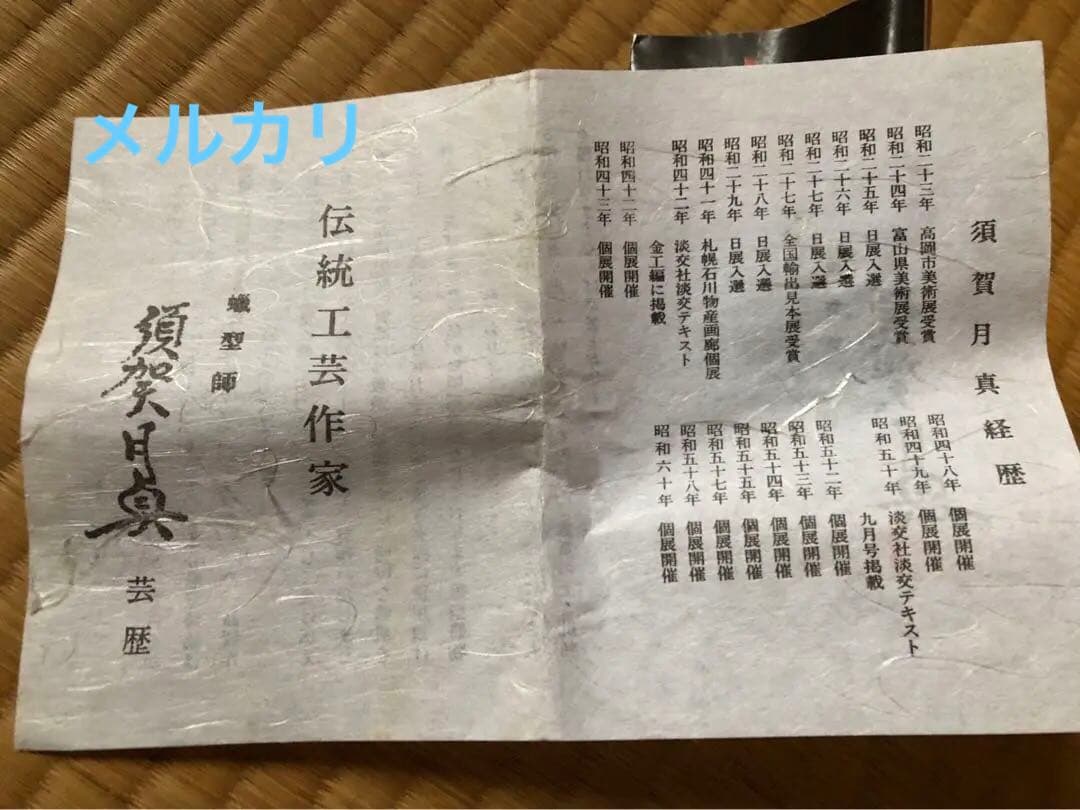 メルカリ
須賀月真経歴
昭和二十三年 高岡市美術展受賞
昭和二十四年 富山県美術展受賞
昭和二十五年 日展入選
昭和二十六年 日展入選
昭和二十七年 日展入選
昭和二十七年 全国輸出見本展受賞
昭和二十八年 日展入選
昭和二十九年 日展入選
昭和四十一年 札幌石川物産画廊個展
昭和四十二年 淡交社淡交テキスト
金工編に掲載
昭和四十二年 個展開催
昭和四十三年 個展開催
昭和四十八年 個展開催
昭和四十九年 個展開催
昭和五十年 淡交社淡交テキスト
九月号掲載
昭和五十二年 個展開催
昭和五十三年 個展開催
昭和五十四年 個展開催
昭和五十五年 個展開催
昭和五十七年 個展開催
昭和五十八年 個展開催
昭和六十年 個展開催
伝統工芸作家
蠟型師
須賀月真 芸歴